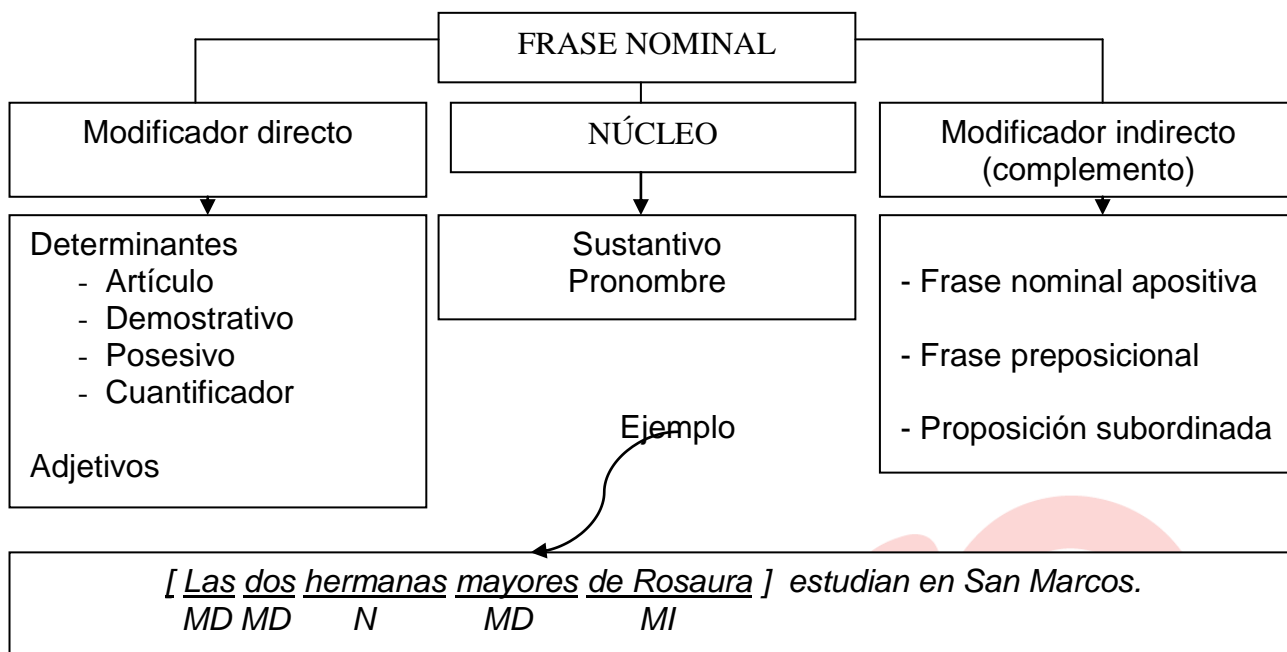 FRASE NOMINAL
Modificador directo
NÚCLEO
Modificador indirecto
(complemento)
Determinantes
- Artículo
- Demostrativo
- Posesivo
- Cuantificador
Adjetivos
Sustantivo
Pronombre
- Frase nominal apositiva
- Frase preposicional
- Proposición subordinada
Ejemplo
[ Las dos hermanas mayores de Rosaura ] estudian en San Marcos.
MD MD N MD MI